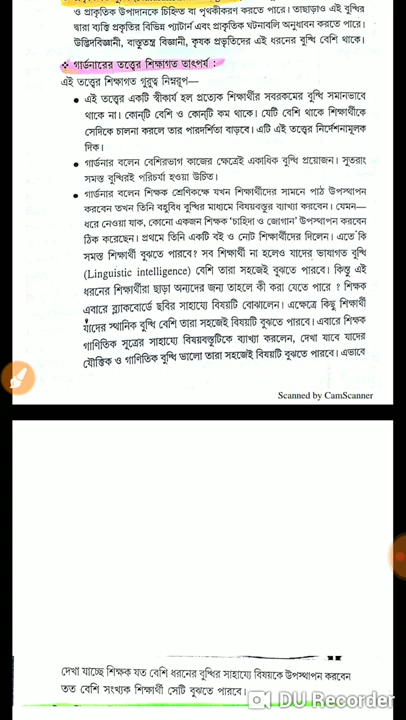 ও প্রাকৃতিক উপাদানকে চিহ্নিত বা পৃথকীকরণ করতে পারে। তাছাড়াও এই বুদ্ধির
দ্বারা ব্যক্তি প্রকৃতির বিভিন্ন প্যাটার্ন এবং প্রাকৃতিক ঘটনাবলি অনুধাবন করতে পারে।
উদ্ভিদবিজ্ঞানী, বাস্তুতন্ত্র বিজ্ঞানী, কৃষক প্রভৃতিদের এই ধরনের বুদ্ধি বেশি থাকে।
❖ গার্ডনারের তত্ত্বের শিক্ষাগত তাৎপর্য :
এই তত্ত্বের শিক্ষাগত গুরুত্ব নিম্নরূপ—
● এই তত্ত্বের একটি স্বীকার্য হল প্রত্যেক শিক্ষার্থীর সবরকমের বুদ্ধি সমানভাবে
থাকে না। কোন্‌টি বেশি ও কোন্‌টি কম থাকে। যেটি বেশি থাকে শিক্ষার্থীকে
সেদিকে চালনা করলে তার পারদর্শিতা বাড়বে। এটি এই তত্ত্বের নির্দেশনামূলক
দিক।
● গার্ডনার বলেন বেশিরভাগ কাজের ক্ষেত্রেই একাধিক বুদ্ধি প্রয়োজন। সুতরাং
সমস্ত বুদ্ধিরই পরিচর্যা হওয়া উচিত।
● গার্ডনার বলেন শিক্ষক শ্রেণিকক্ষে যখন শিক্ষার্থীদের সামনে পাঠ উপস্থাপন
করবেন তখন তিনি বহুবিধ বুদ্ধির মাধ্যমে বিষয়বস্তুর ব্যাখ্যা করবেন। যেমন—
ধরে নেওয়া যাক, কোনো একজন শিক্ষক ‘চাহিদা ও জোগান’ উপস্থাপন করবেন
ঠিক করেছেন। প্রথমে তিনি একটি বই ও নোট শিক্ষার্থীদের দিলেন। এতে কি
সমস্ত শিক্ষার্থী বুঝতে পারবে? সব শিক্ষার্থী না হলেও যাদের ভাষাগত বুদ্ধি
(Linguistic intelligence) বেশি তারা সহজেই বুঝতে পারবে। কিন্তু এই
ধরনের শিক্ষার্থীরা ছাড়া অন্যদের জন্য তাহলে কী করা যেতে পারে ? শিক্ষক
এবারে ব্ল্যাকবোর্ডে ছবির সাহায্যে বিষয়টি বোঝালেন। এক্ষেত্রে কিছু শিক্ষার্থী
যাদের স্থানিক বুদ্ধি বেশি তারা সহজেই বিষয়টি বুঝতে পারবে। এবারে শিক্ষক
গাণিতিক সূত্রের সাহায্যে বিষয়বস্তুটিকে ব্যাখ্যা করলেন, দেখা যাবে যাদের
যৌক্তিক ও গাণিতিক বুদ্ধি ভালো তারা সহজেই বিষয়টি বুঝতে পারবে। এভাবে
Scanned by CamScanner
দেখা যাচ্ছে শিক্ষক যত বেশি ধরনের বুদ্ধির সাহায্যে বিষয়কে উপস্থাপন করবেন
তত বেশি সংখ্যক শিক্ষার্থী সেটি বুঝতে পারবে।
DU Recorder